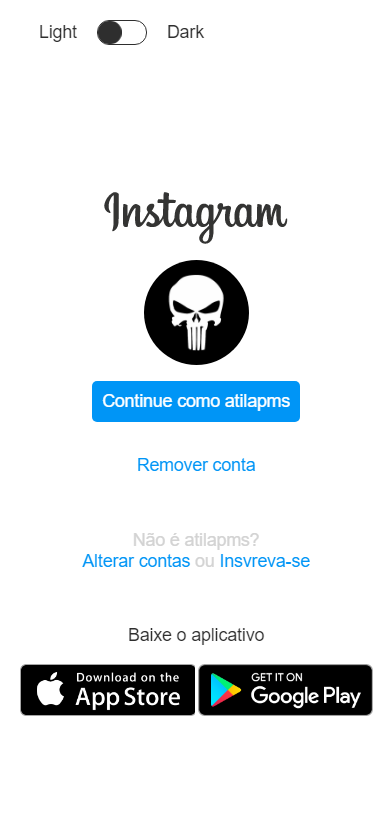 Light Dark
Instagram
Continue como atilapms
Remover conta
Não é atilapms?
Alterar contas ou Insvreva-se
Baixe o aplicativo
Download on the
App Store
GET IT ON
Google Play